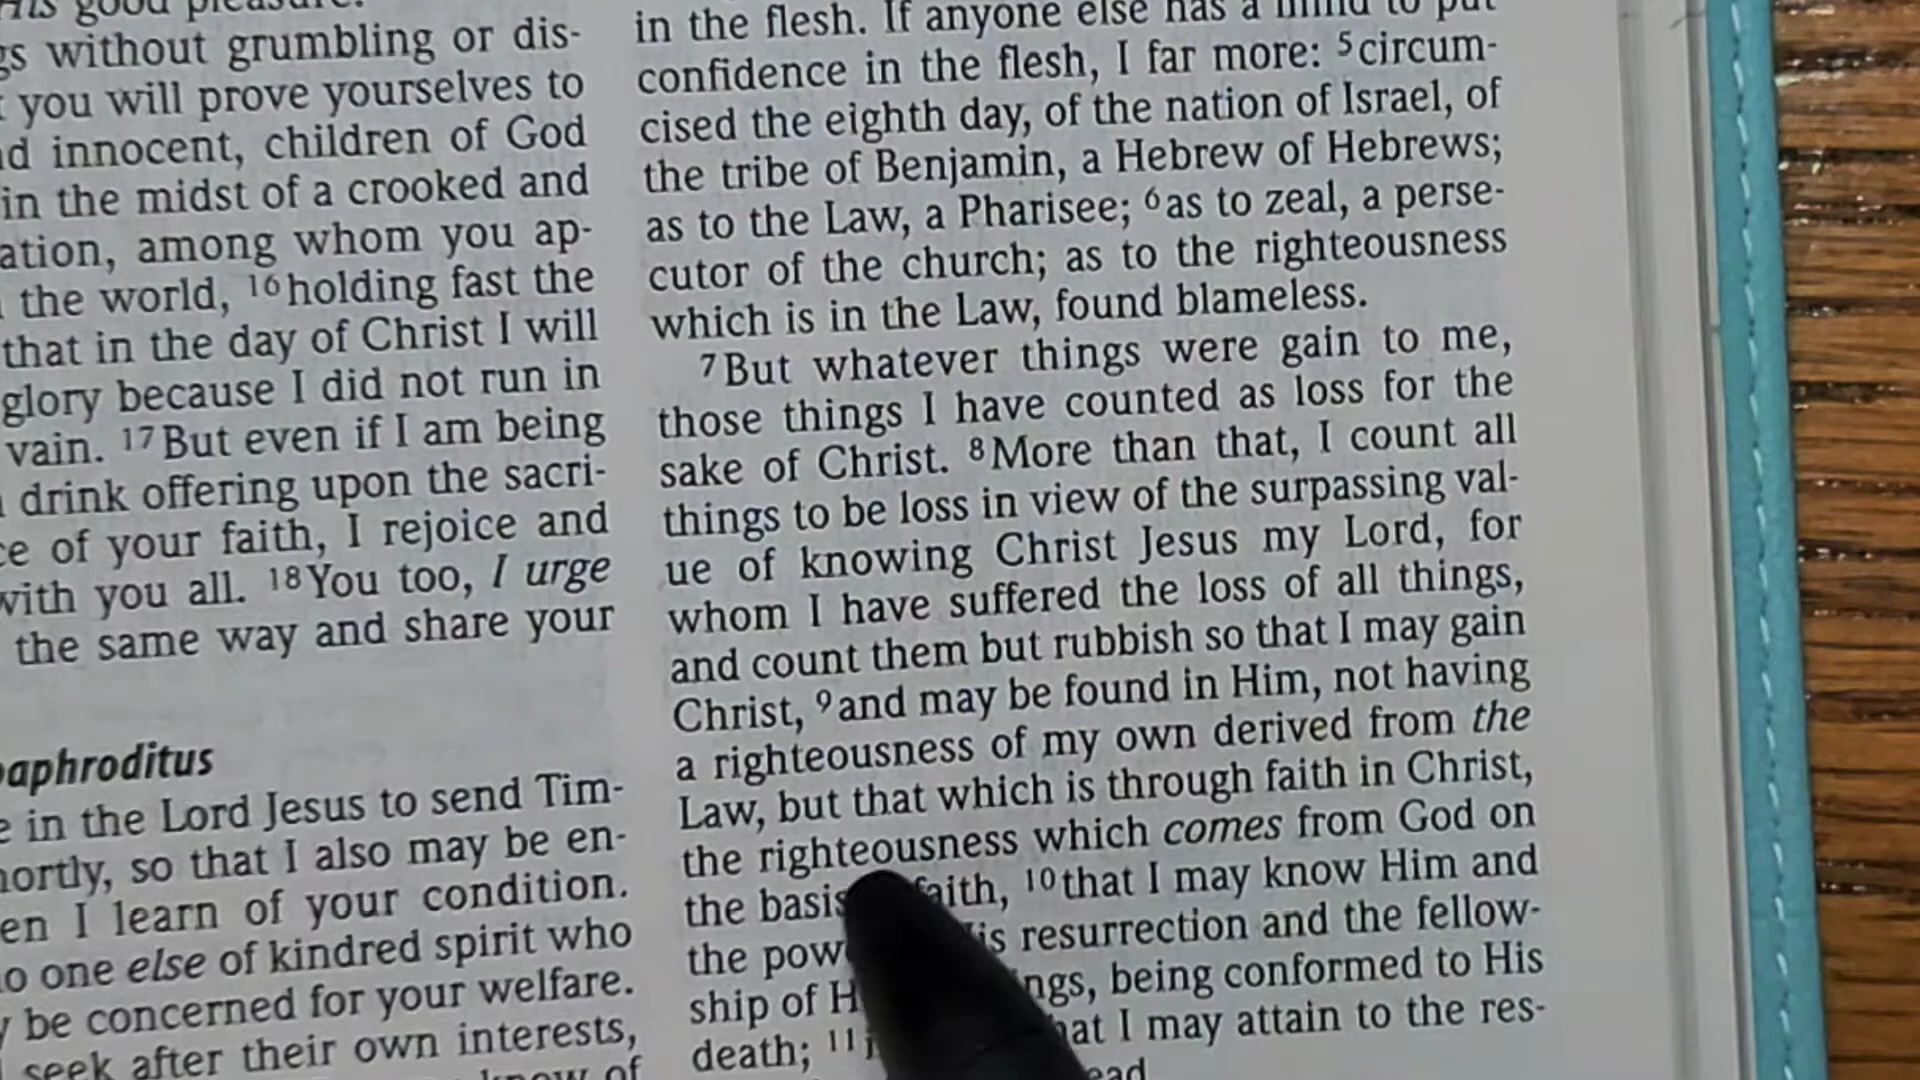 His good pleasure.
without grumbling or dis-
you will prove yourselves to
innocent, children of God
in the midst of a crooked and
among whom you ap-
the world, 16 holding fast the
that in the day of Christ I will
glory because I did not run in
vain. 17 But even if I am being
drink offering upon the sacri-
of your faith, I rejoice and
with you all. 18 You too, I urge
the same way and share your
in the Lord Jesus to send Tim-
so that I also may be en-
I learn of your condition.
one else of kindred spirit who
be concerned for your welfare.
seek after their own interests,
know of
in the flesh. If anyone else has a mind to put
confidence in the flesh, I far more: 5 circum-
cised the eighth day, of the nation of Israel, of
the tribe of Benjamin, a Hebrew of Hebrews;
as to the Law, a Pharisee; 6 as to zeal, a perse-
cutor of the church; as to the righteousness
which is in the Law, found blameless.
7 But whatever things were gain to me,
those things I have counted as loss for the
sake of Christ. 8 More than that, I count all
things to be loss in view of the surpassing val-
ue of knowing Christ Jesus my Lord, for
whom I have suffered the loss of all things,
and count them but rubbish so that I may gain
Christ, 9 and may be found in Him, not having
a righteousness of my own derived from the
Law, but that which is through faith in Christ,
the righteousness which comes from God on
the basis faith, 10 that I may know Him and
the resurrection and the fellow-
ship of being conformed to His
death; 11 I may attain to the res-